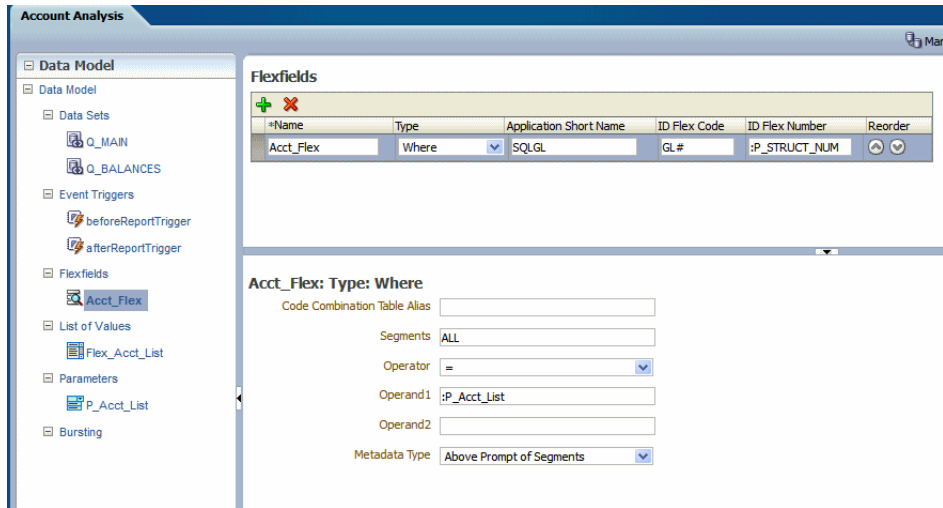 Account Analysis
Mar
Data Model
Data Model
Data Sets
Q_MAIN
Q_BALANCES
Event Triggers
beforeReportTrigger
afterReportTrigger
Flexfields
Acct_Flex
List of Values
Flex_Acct_List
Parameters
P_Acct_List
Bursting
Flexfields
*Name Type Application Short Name ID Flex Code ID Flex Number Reorder
Acct_Flex Where SQLGL GL# :P_STRUCT_NUM
Acct_Flex: Type: Where
Code Combination Table Alias
Segments ALL
Operator =
Operand1 :P_Acct_List
Operand2
Metadata Type Above Prompt of Segments